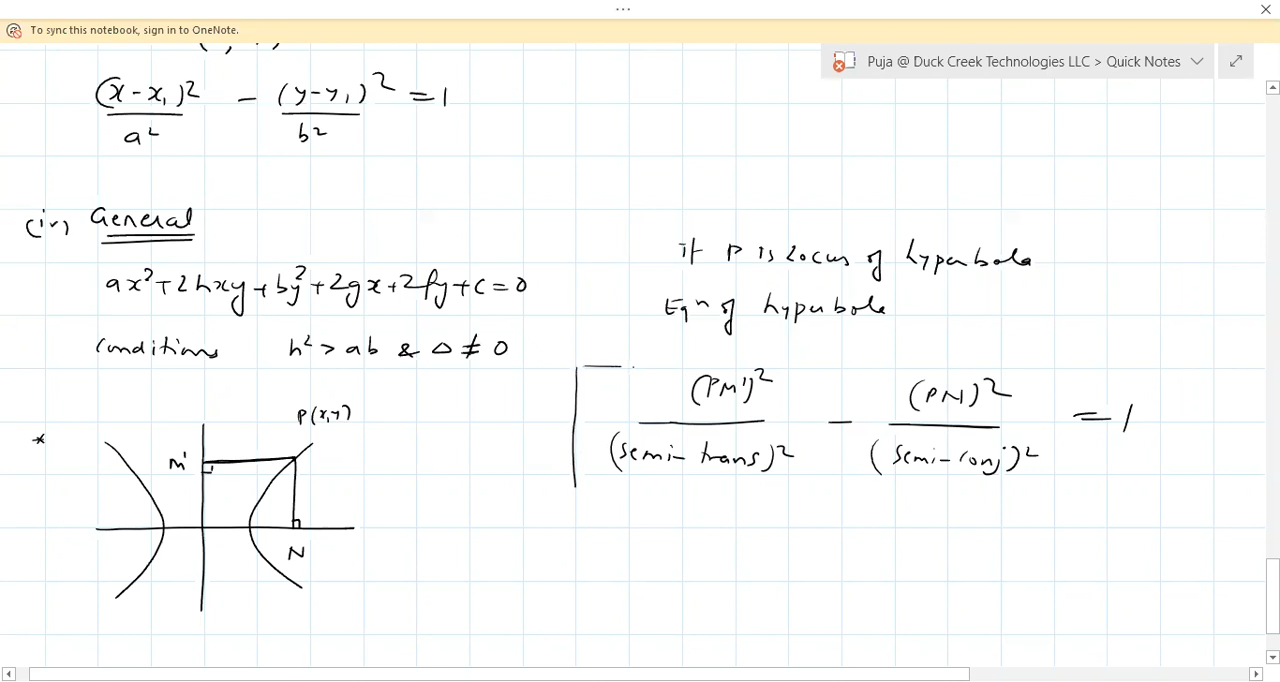 ...
To sync this notebook, sign in to OneNote.
Puja @ Duck Creek Technologies LLC > Quick Notes
(x-x₁)²/a² - (y-y₁)²/b² = 1
(iv) General
ax²+2hxy+by²+2gx+2fy+c=0
conditions h²>ab & Δ≠0
*
P(x,y)
M'
N
if P is locus of hyperbola
Eqⁿ of hyperbola
(PM')²/(semi-trans)² - (PN)²/(semi-conj)² = 1